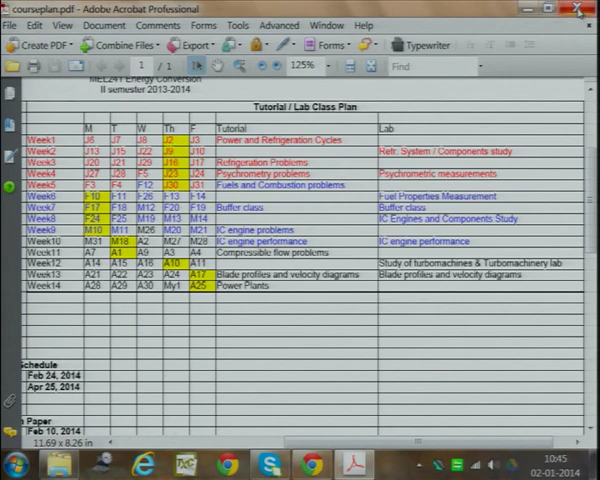 courseplan.pdf - Adobe Acrobat Professional
File Edit View Document Comments Forms Tools Advanced Window Help
Create PDF Combine Files Export Forms Typewriter
1 / 1 125% Find
MEL241 Energy Conversion
II semester 2013-2014
Tutorial / Lab Class Plan
M T W Th F Tutorial Lab
Week1 J6 J7 J8 J2 J3 Power and Refrigeration Cycles
Week2 J13 J15 J22 J9 J10 Refr. System / Components study
Week3 J20 J21 J29 J16 J17 Refrigeration Problems
Week4 J27 J28 F5 J23 J24 Psychrometry problems Psychrometric measurements
Week5 F3 F4 F12 J30 J31 Fuels and Combustion problems
Week6 F10 F11 F26 F13 F14 Fuel Properties Measurement
Week7 F17 F18 M12 F20 F19 Buffer class Buffer class
Week8 F24 F25 M19 M13 M14 IC Engines and Components Study
Week9 M10 M11 M26 M20 M21 IC engine problems
Week10 M31 M18 A2 M27 M28 IC engine performance IC engine performance
Week11 A7 A1 A9 A3 A4 Compressible flow problems
Week12 A14 A15 A16 A10 A11 Study of turbomachines & Turbomachinery lab
Week13 A21 A22 A23 A24 A17 Blade profiles and velocity diagrams Blade profiles and velocity diagrams
Week14 A28 A29 A30 My1 A25 Power Plants
Schedule
Feb 24, 2014
Apr 25, 2014
Paper
Feb 10, 2014
11.69 x 8.26 in
10:45
02-01-2014